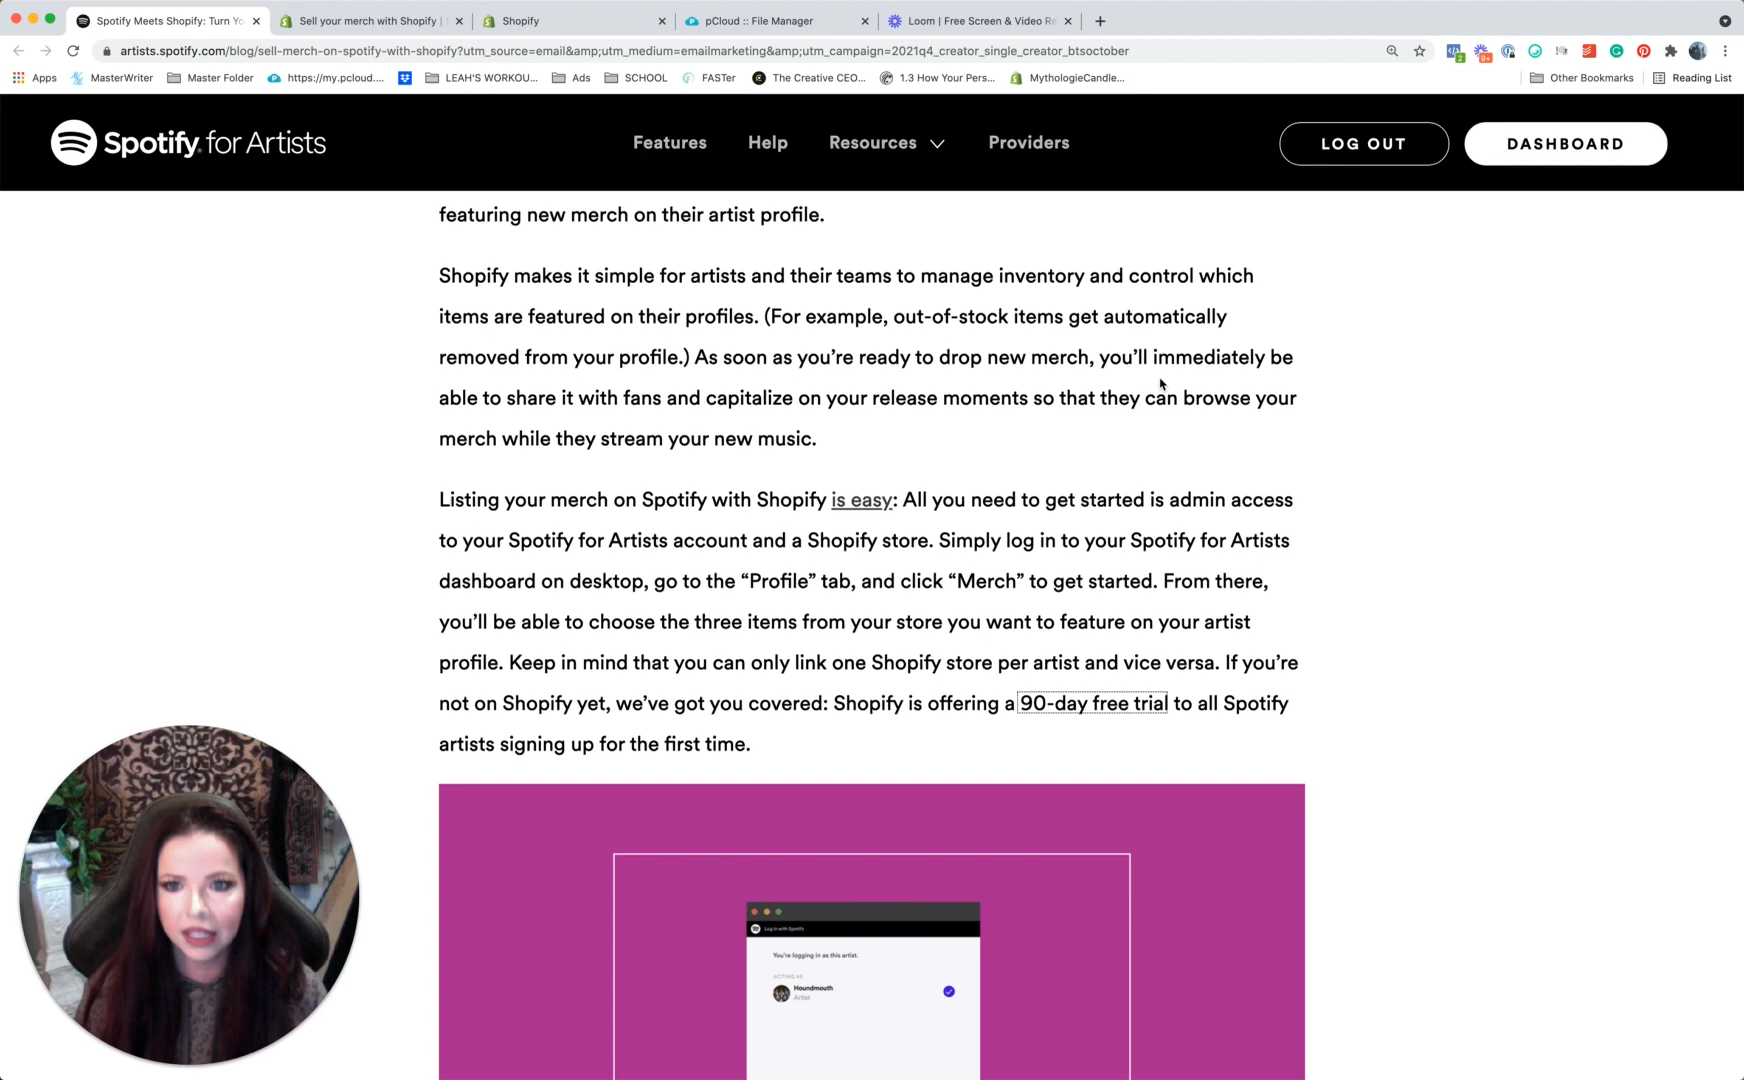 Spotify Meets Shopify: Turn Yo
Sell your merch with Shopify |
Shopify
pCloud :: File Manager
Loom | Free Screen & Video Re
artists.spotify.com/blog/sell-merch-on-spotify-with-shopify?utm_source=email&amp;utm_medium=emailmarketing&amp;utm_campaign=2021q4_creator_single_creator_btsoctober
2
9+
Apps
MasterWriter
Master Folder
https://my.pcloud....
LEAH'S WORKOU...
Ads
SCHOOL
FASTer
The Creative CEO...
1.3 How Your Pers...
MythologieCandle...
Other Bookmarks
Reading List
Spotify for Artists
Features
Help
Resources
Providers
LOG OUT
DASHBOARD
featuring new merch on their artist profile.
Shopify makes it simple for artists and their teams to manage inventory and control which
items are featured on their profiles. (For example, out-of-stock items get automatically
removed from your profile.) As soon as you’re ready to drop new merch, you’ll immediately be
able to share it with fans and capitalize on your release moments so that they can browse your
merch while they stream your new music.
Listing your merch on Spotify with Shopify is easy: All you need to get started is admin access
to your Spotify for Artists account and a Shopify store. Simply log in to your Spotify for Artists
dashboard on desktop, go to the “Profile” tab, and click “Merch” to get started. From there,
you’ll be able to choose the three items from your store you want to feature on your artist
profile. Keep in mind that you can only link one Shopify store per artist and vice versa. If you’re
not on Shopify yet, we’ve got you covered: Shopify is offering a 90-day free trial to all Spotify
artists signing up for the first time.
Log in with Spotify
You're logging in as this artist.
ACTING AS
Houndmouth
Artist